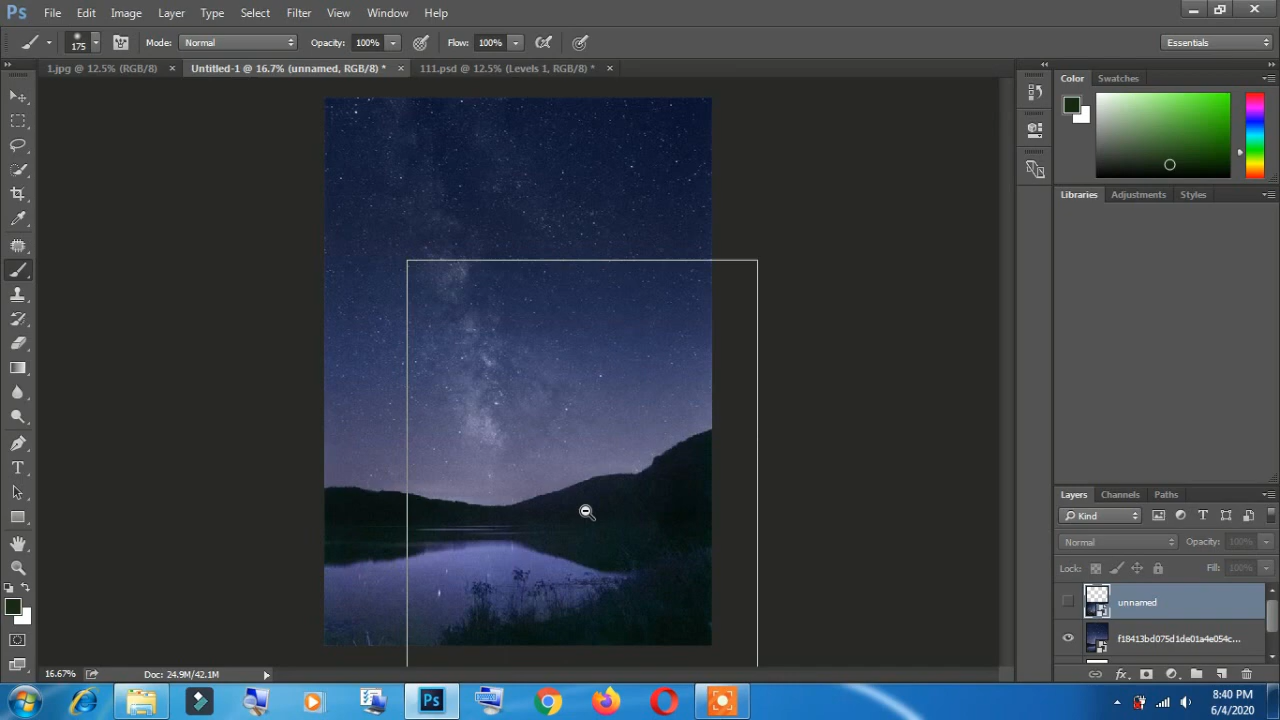 Ps File Edit Image Layer Type Select Filter 3D View Window Help
175 Mode: Normal Opacity: 100% Flow: 100% Essentials
1.jpg @ 12.5% (RGB/8) × Untitled-1 @ 16.7% (unnamed, RGB/8) * × 111.psd @ 12.5% (Levels 1, RGB/8) * ×
Color Swatches
Libraries Adjustments Styles
Layers Channels Paths
Kind
Normal Opacity: 100%
Lock: Fill: 100%
unnamed
f18413bd075d1de01a4e054c...
16.67% Doc: 24.9M/42.1M
Ps
8:40 PM
6/4/2020